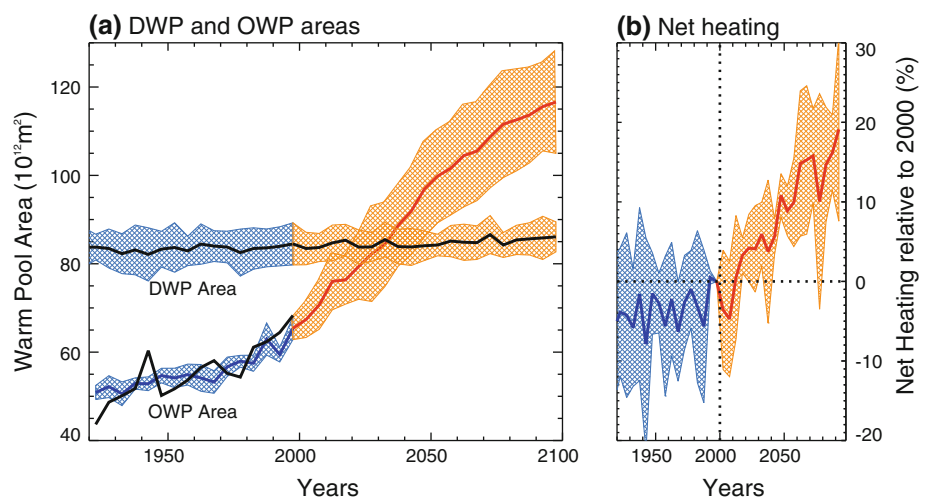 (a) DWP and OWP areas
(b) Net heating
Warm Pool Area (10¹²m²)
120
100
80
60
40
DWP Area
OWP Area
1950
2000
2050
2100
Years
30
20
10
0
-10
-20
Net Heating relative to 2000 (%)
1950
2000
2050
Years